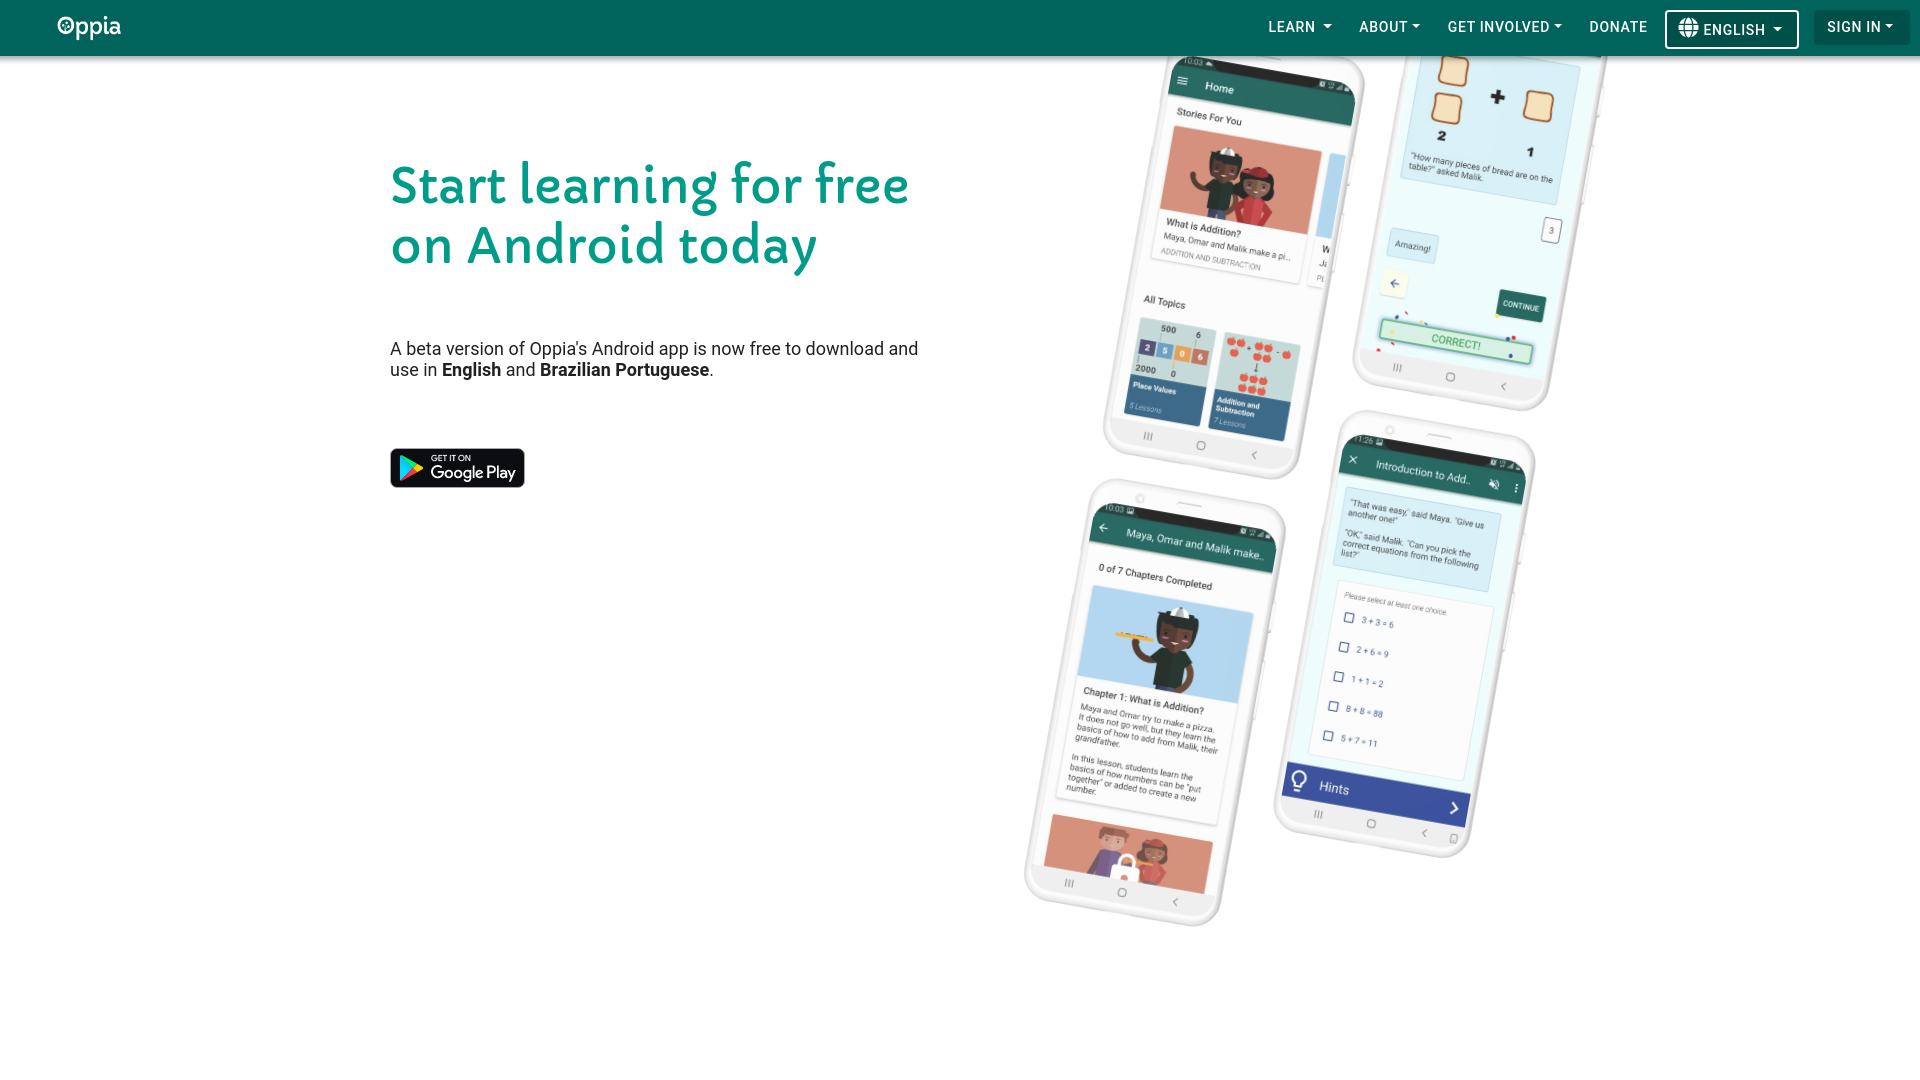 Oppia
LEARN
ABOUT
GET INVOLVED
DONATE
ENGLISH
SIGN IN
Start learning for free
on Android today
A beta version of Oppia's Android app is now free to download and
use in English and Brazilian Portuguese.
GET IT ON
Google Play
10:03
Home
Stories For You
What is Addition?
Maya, Omar and Malik make a pi...
ADDITION AND SUBTRACTION
W
Ja
All Topics
500 6
2 5 0 6
2000 0
Place Values
5 Lessons
Addition and
Subtraction
7 Lessons
2 + 1
"How many pieces of bread are on the
table?" asked Malik.
3
Amazing!
CONTINUE
CORRECT!
10:03
Maya, Omar and Malik make...
0 of 7 Chapters Completed
Chapter 1: What is Addition?
Maya and Omar try to make a pizza.
It does not go well, but they learn the
basics of how to add from Malik, their
grandfather.
In this lesson, students learn the
basics of how numbers can be "put
together" or added to create a new
number.
11:26
Introduction to Add...
"That was easy," said Maya. "Give us
another one!"
"OK," said Malik. "Can you pick the
correct equations from the following
list?"
Please select at least one choice.
3 + 3 = 6
2 + 6 = 9
1 + 1 = 2
8 + 8 = 88
5 + 7 = 11
Hints